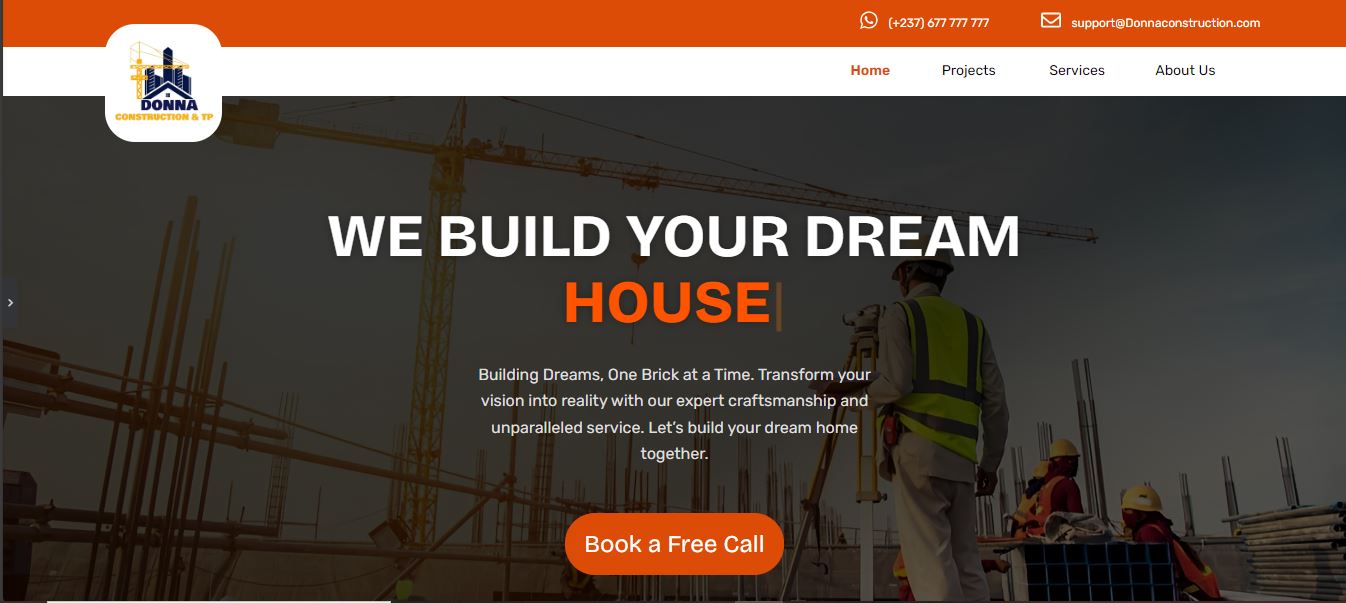 (+237) 677 777 777
support@Donnaconstruction.com
DONNA
CONSTRUCTION & TP
Home
Projects
Services
About Us
WE BUILD YOUR DREAM
HOUSE|
Building Dreams, One Brick at a Time. Transform your
vision into reality with our expert craftsmanship and
unparalleled service. Let’s build your dream home
together.
Book a Free Call